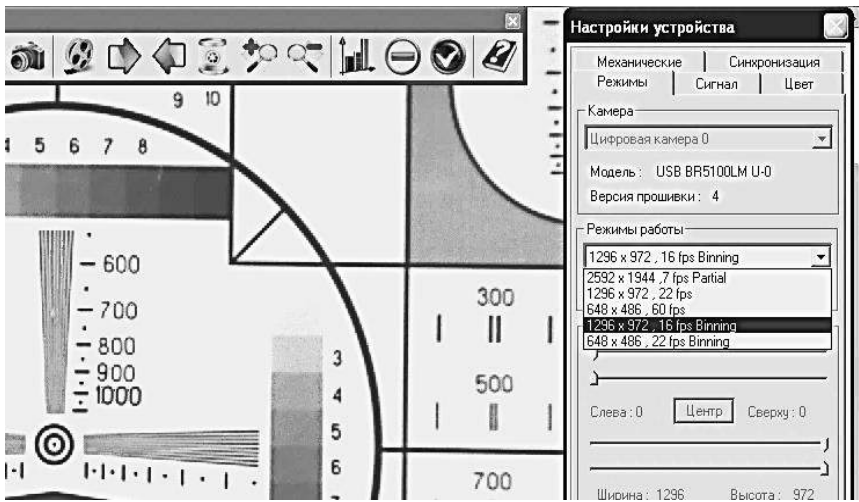 Настройки устройства
Механические Синхронизация
Режимы Сигнал Цвет
Камера
Цифровая камера 0
Модель : USB BR5100LM U-0
Версия прошивки : 4
Режимы работы
1296 x 972 , 16 fps Binning
2592 x 1944 ,7 fps Partial
1296 x 972 , 22 fps
648 x 486 , 60 fps
1296 x 972 , 16 fps Binning
648 x 486 , 22 fps Binning
Слева : 0 Центр Сверху : 0
Ширина : 1296 Высота : 972
9 10
4 5 6 7 8
600
700
800
900
1000
3
4
5
6
300
500
700